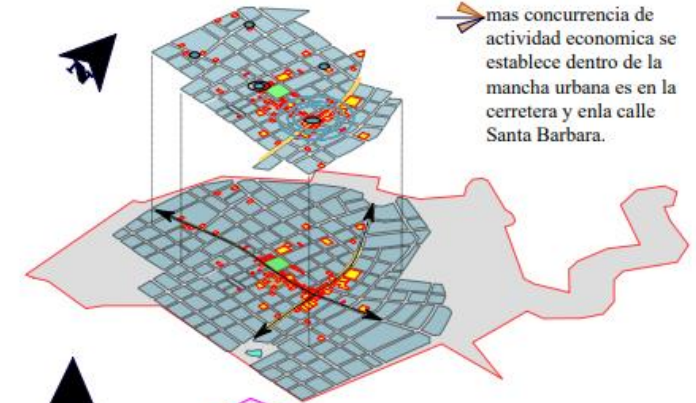 mas concurrencia de
actividad economica se
establece dentro de la
mancha urbana es en la
cerretera y enla calle
Santa Barbara.